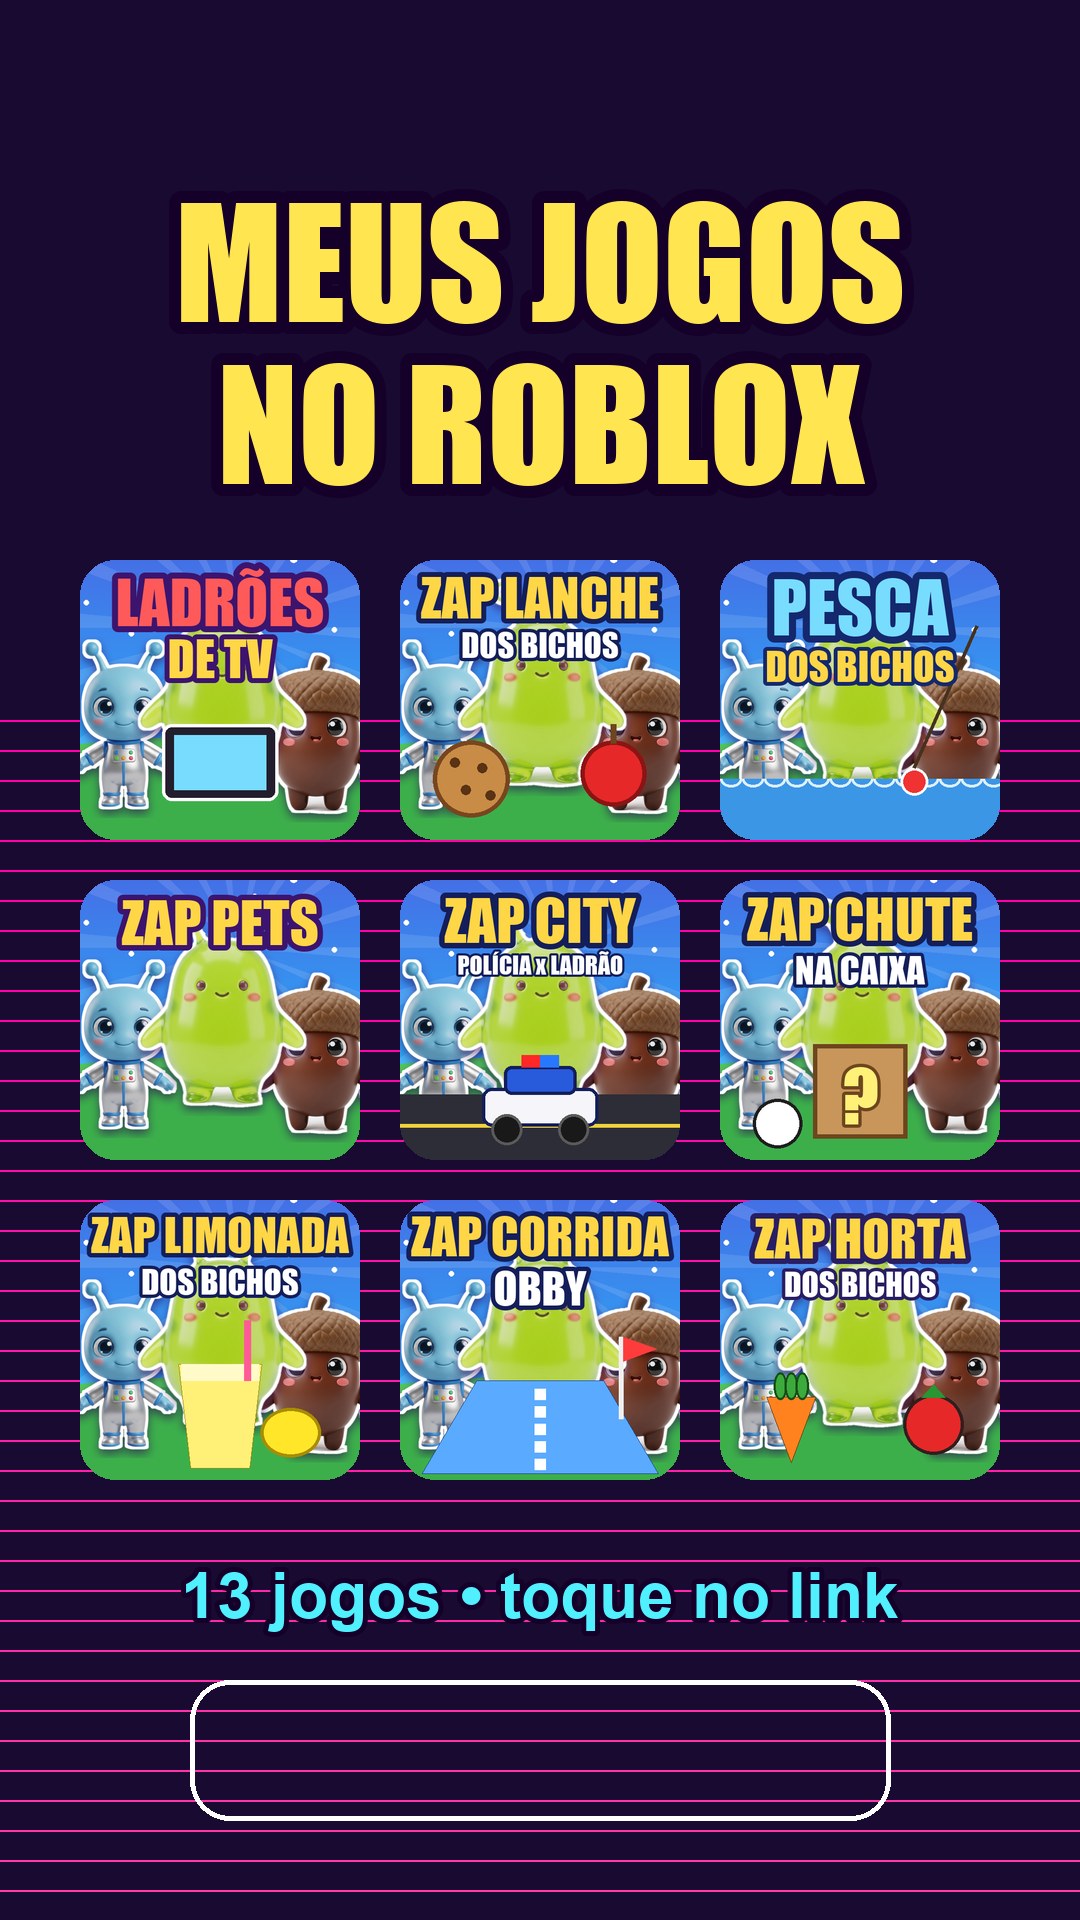 MEUS JOGOS
NO ROBLOX
LADRÕES
DE TV
ZAP LANCHE
DOS BICHOS
PESCA
DOS BICHOS
ZAP PETS
ZAP CITY
POLÍCIA x LADRÃO
ZAP CHUTE
NA CAIXA
?
ZAP LIMONADA
DOS BICHOS
ZAP CORRIDA
OBBY
ZAP HORTA
DOS BICHOS
13 jogos • toque no link